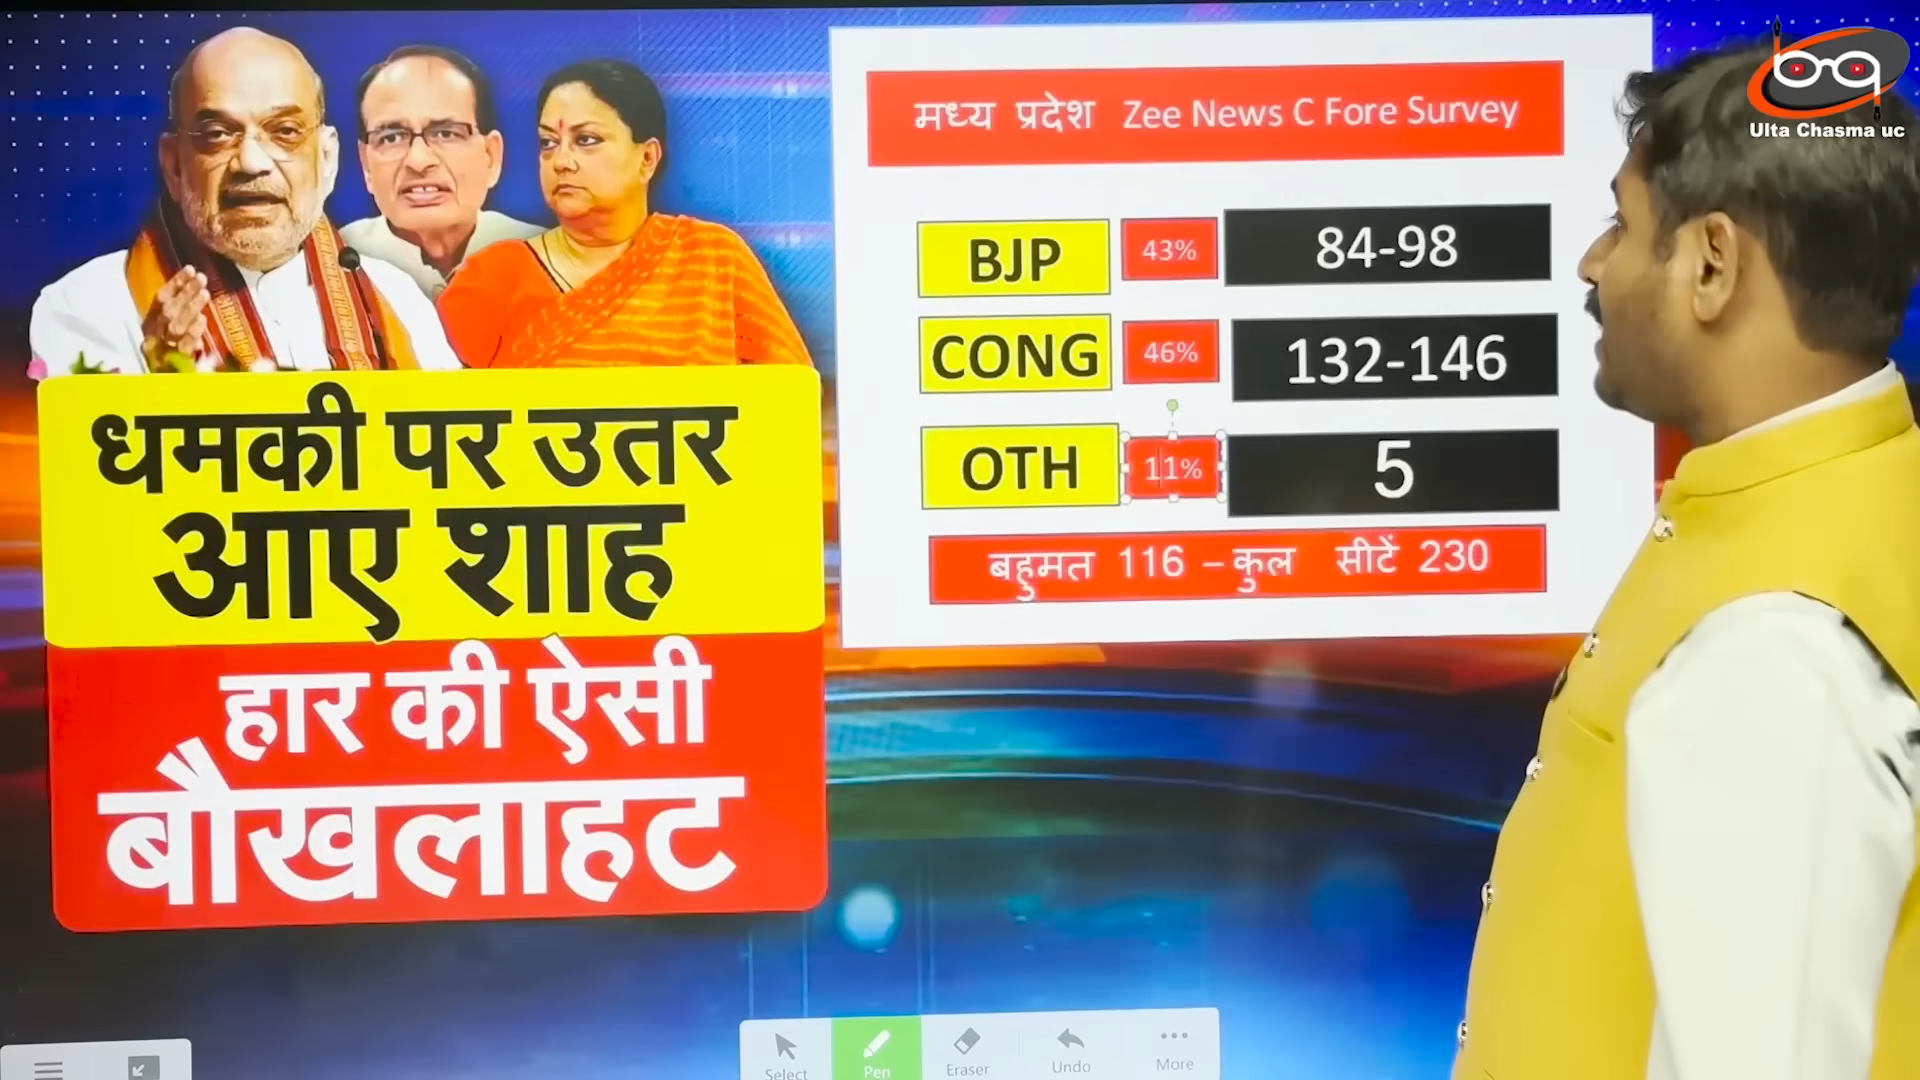 Ulta Chasma uc
मध्य प्रदेश Zee News C Fore Survey
BJP 43% 84-98
CONG 46% 132-146
OTH 11% 5
बहुमत 116 – कुल सीटें 230
धमकी पर उतर
आए शाह
हार की ऐसी
बौखलाहट
Select Pen Eraser Undo More